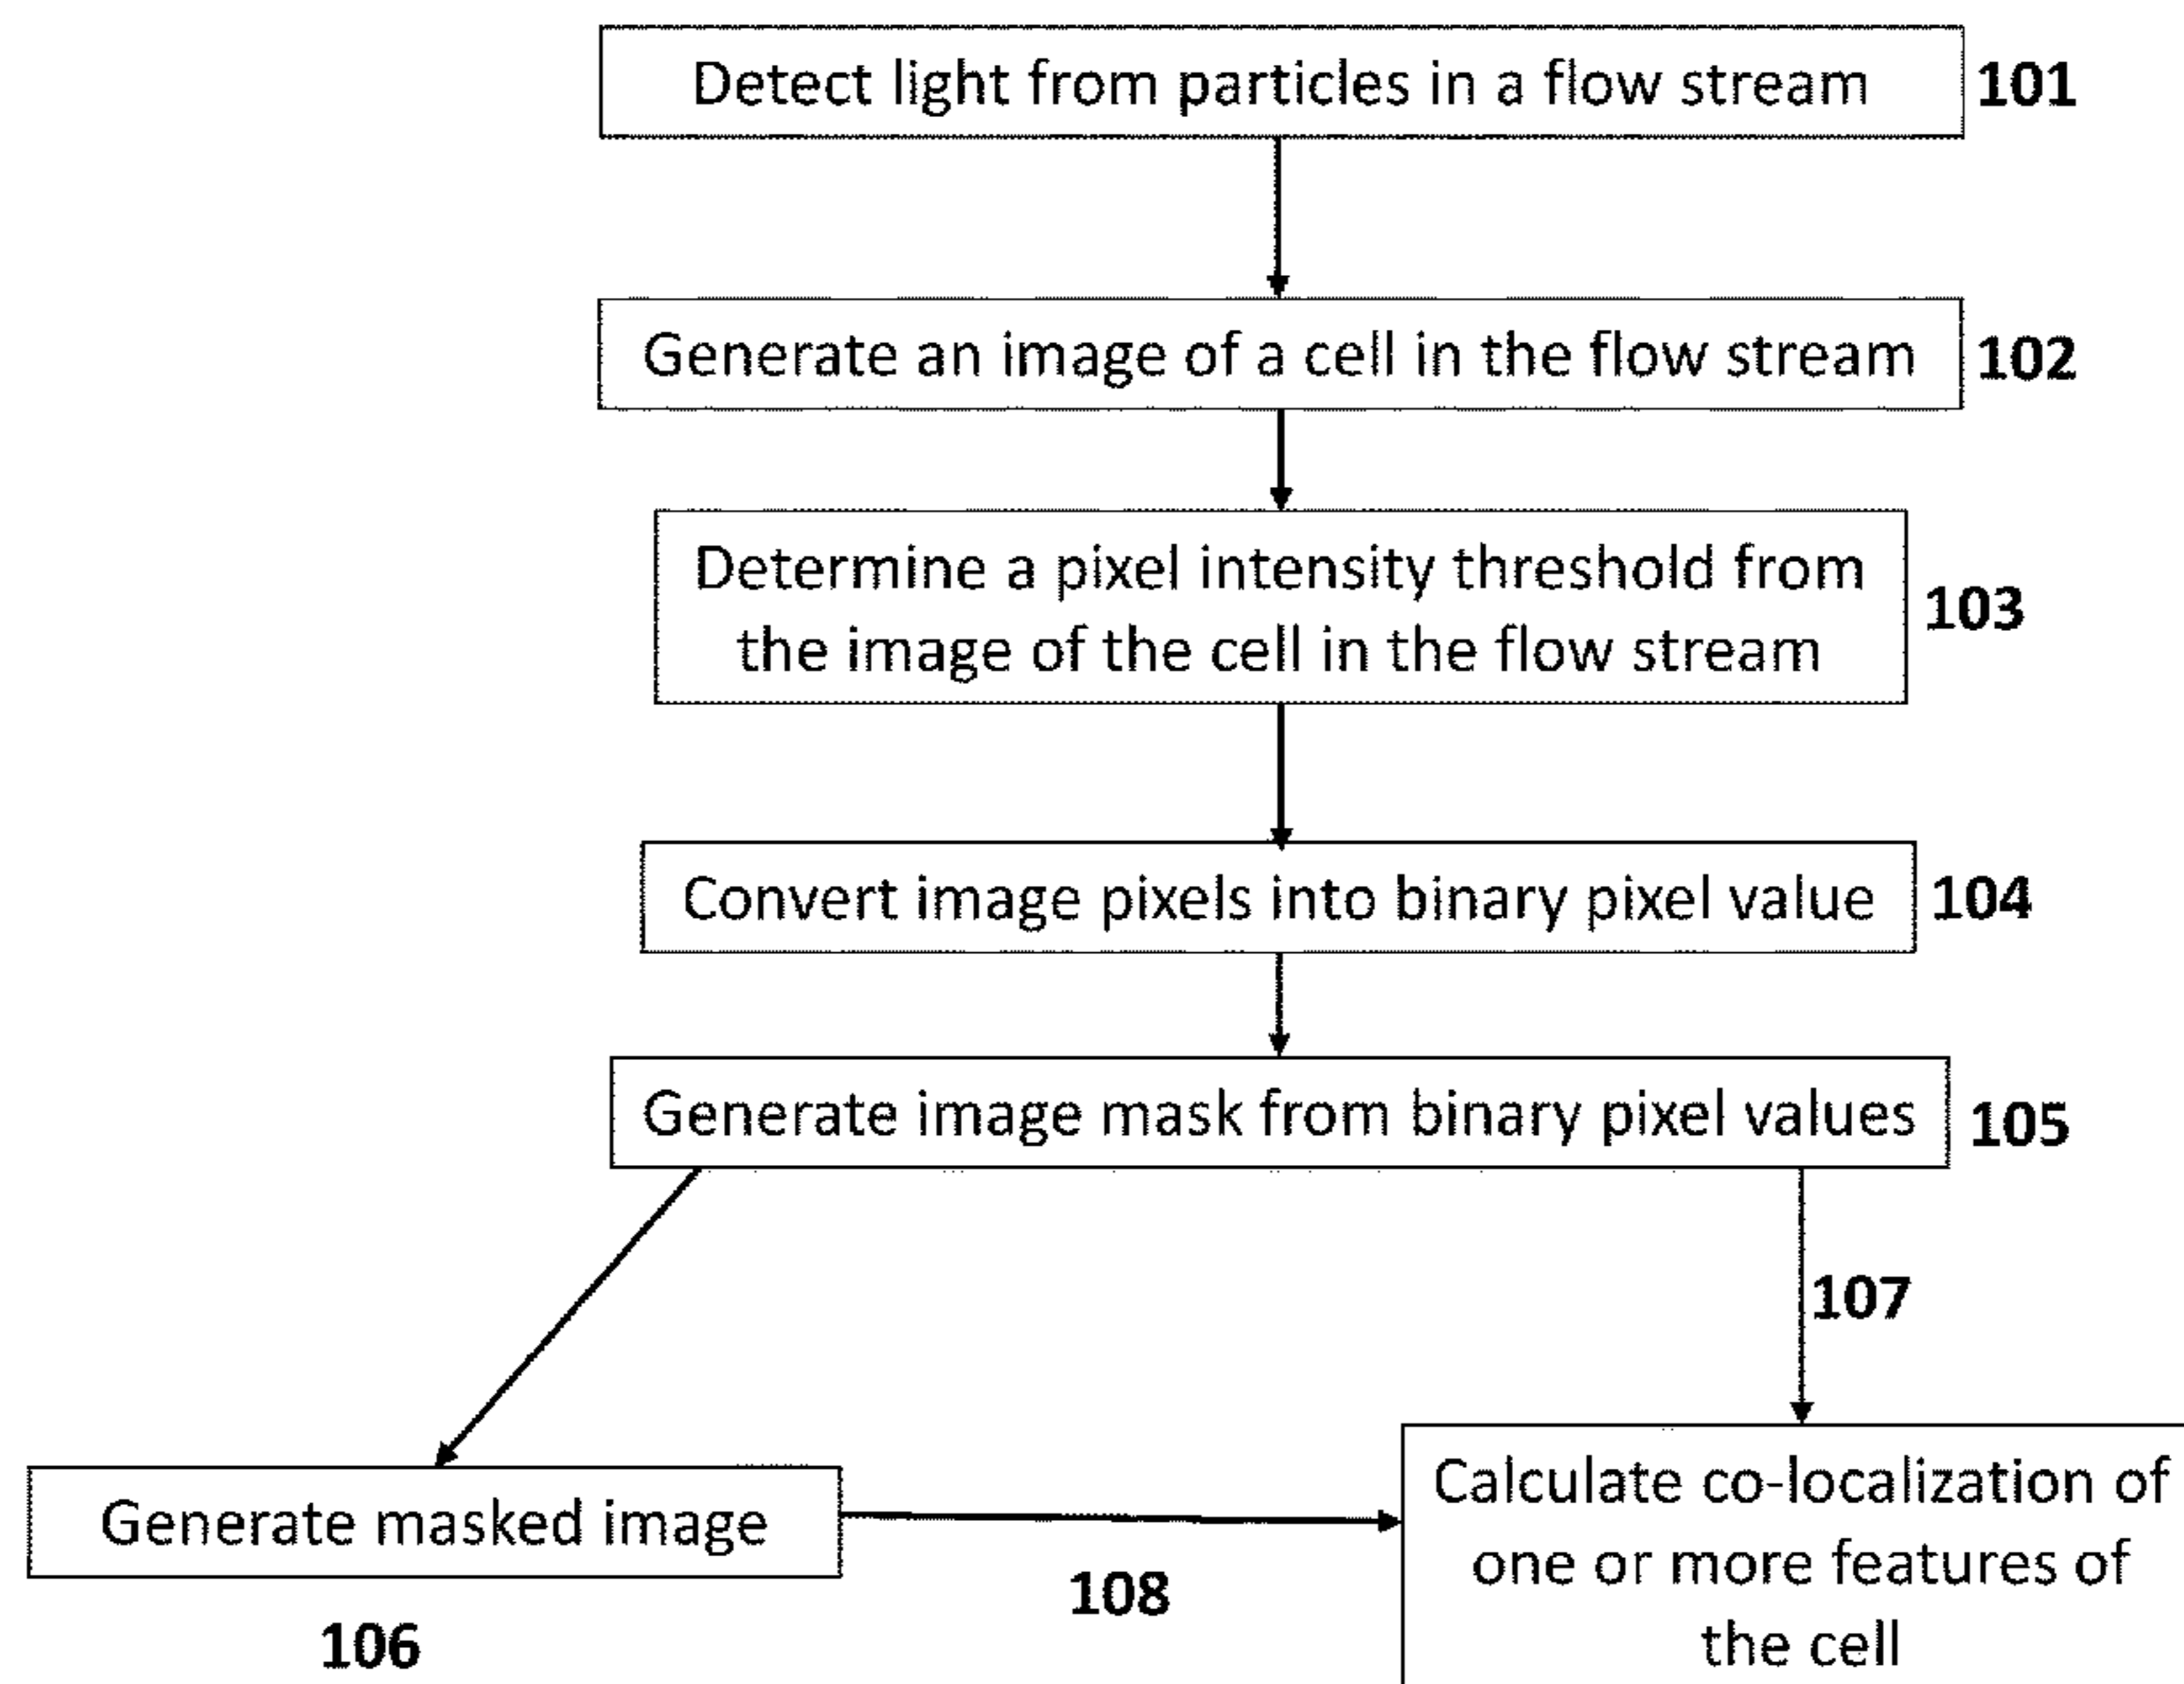 Detect light from particles in a flow stream
101
Generate an image of a cell in the flow stream
102
Determine a pixel intensity threshold from
the image of the cell in the flow stream
103
Convert image pixels into binary pixel value
104
Generate image mask from binary pixel values
105
107
Generate masked image
106
108
Calculate co-localization of
one or more features of
the cell